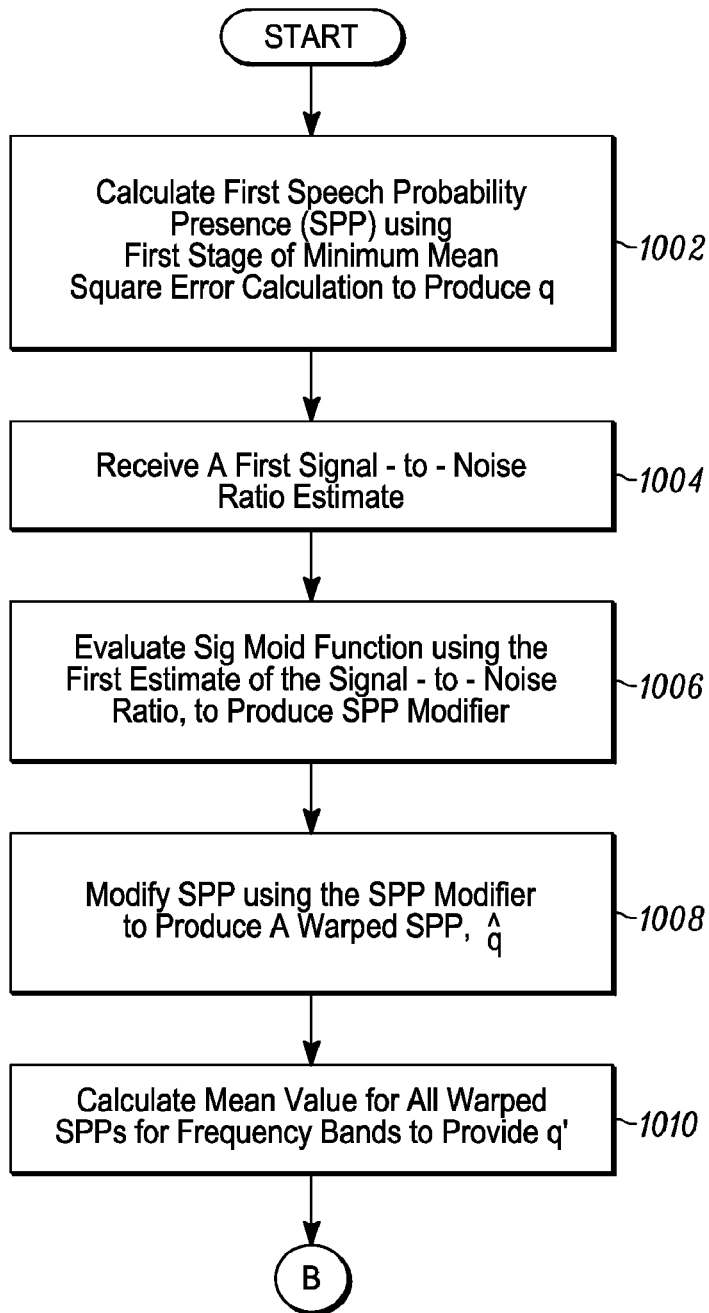 START
Calculate First Speech Probability
Presence (SPP) using
First Stage of Minimum Mean
Square Error Calculation to Produce q
1002
Receive A First Signal - to - Noise
Ratio Estimate
1004
Evaluate Sig Moid Function using the
First Estimate of the Signal - to - Noise
Ratio, to Produce SPP Modifier
1006
Modify SPP using the SPP Modifier
to Produce A Warped SPP, q̂
1008
Calculate Mean Value for All Warped
SPPs for Frequency Bands to Provide q'
1010
B